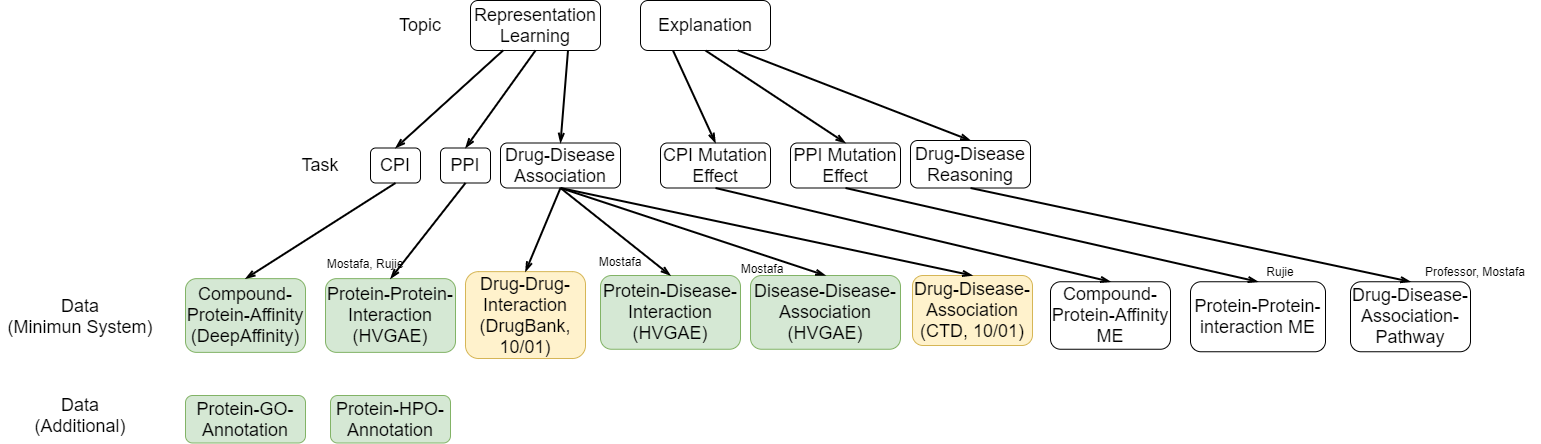 Topic
Representation
Learning
Explanation
Task
CPI
PPI
Drug-Disease
Association
CPI Mutation
Effect
PPI Mutation
Effect
Drug-Disease
Reasoning
Mostafa, Rujie
Mostafa
Mostafa
Rujie
Professor, Mostafa
Data
(Minimun System)
Compound-
Protein-Affinity
(DeepAffinity)
Protein-Protein-
Interaction
(HVGAE)
Drug-Drug-
Interaction
(DrugBank,
10/01)
Protein-Disease-
Interaction
(HVGAE)
Disease-Disease-
Association
(HVGAE)
Drug-Disease-
Association
(CTD, 10/01)
Compound-
Protein-Affinity
ME
Protein-Protein-
interaction ME
Drug-Disease-
Association-
Pathway
Data
(Additional)
Protein-GO-
Annotation
Protein-HPO-
Annotation